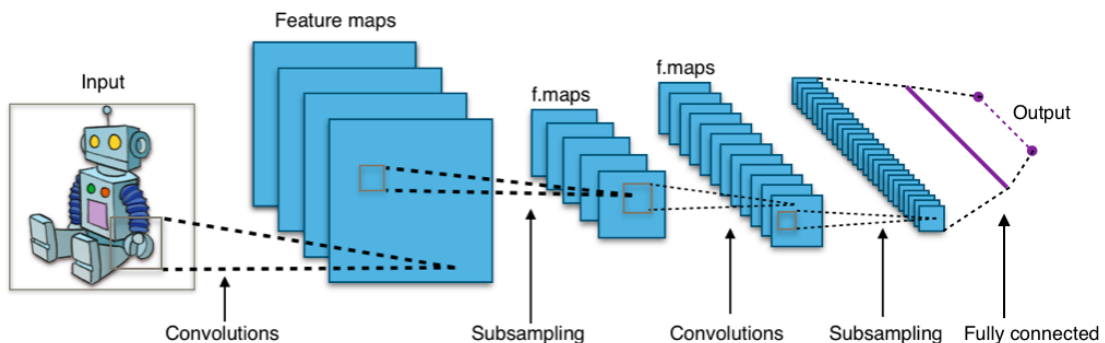 Feature maps
f.maps
Input
f.maps
Output
Convolutions
Subsampling
Convolutions
Subsampling
Fully connected